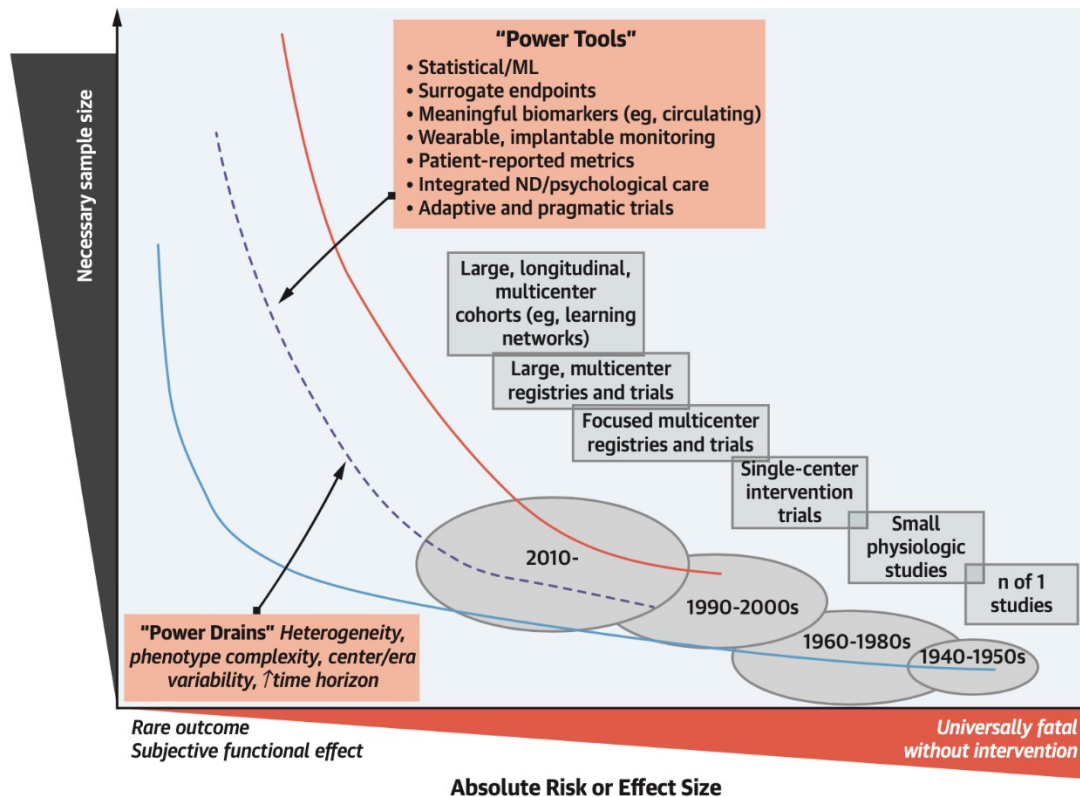 Necessary sample size
“Power Tools”
• Statistical/ML
• Surrogate endpoints
• Meaningful biomarkers (eg, circulating)
• Wearable, implantable monitoring
• Patient-reported metrics
• Integrated ND/psychological care
• Adaptive and pragmatic trials
Large, longitudinal,
multicenter
cohorts (eg, learning
networks)
Large, multicenter
registries and trials
Focused multicenter
registries and trials
Single-center
intervention
trials
Small
physiologic
studies
n of 1
studies
2010-
1990-2000s
1960-1980s
1940-1950s
“Power Drains” Heterogeneity,
phenotype complexity, center/era
variability, ↑time horizon
Rare outcome
Subjective functional effect
Universally fatal
without intervention
Absolute Risk or Effect Size